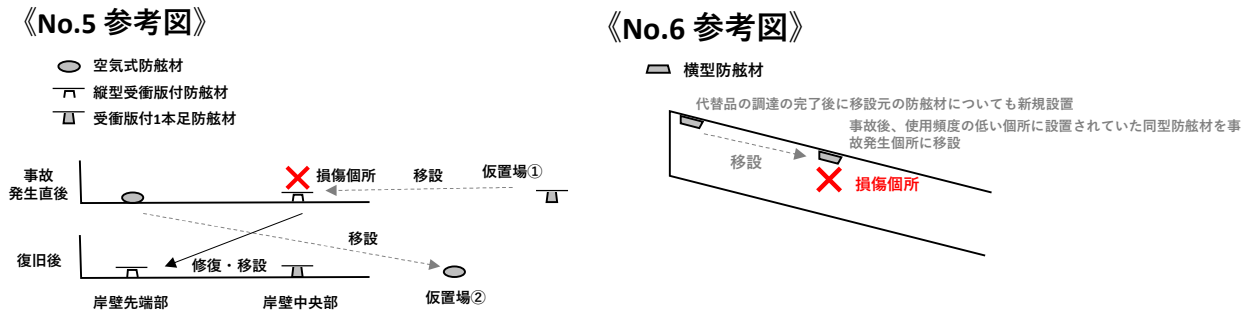 《No.5 参考図》
空気式防舷材
縦型受衝版付防舷材
受衝版付1本足防舷材
事故
発生直後
損傷個所
移設
仮置場①
移設
復旧後
修復・移設
岸壁先端部
岸壁中央部
仮置場②
《No.6 参考図》
横型防舷材
代替品の調達の完了後に移設元の防舷材についても新規設置
事故後、使用頻度の低い個所に設置されていた同型防舷材を事
故発生個所に移設
移設
損傷個所